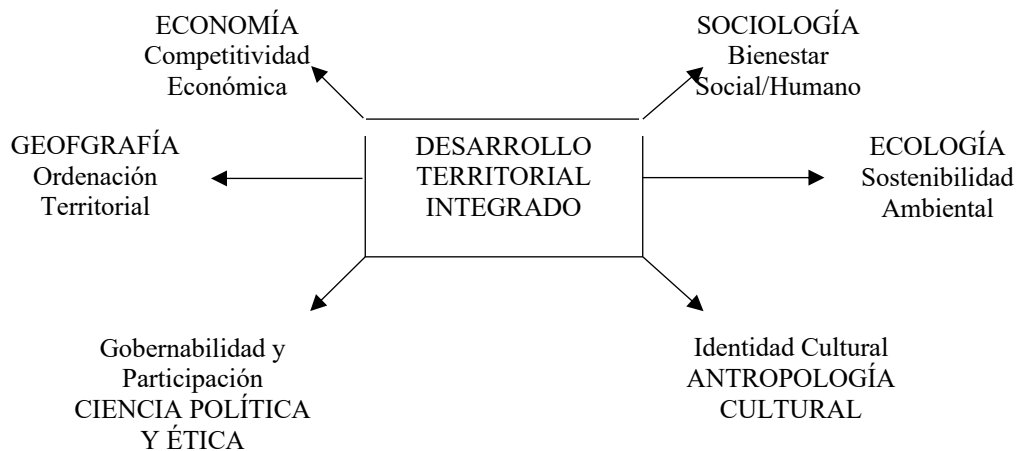 ECONOMÍA
Competitividad
Económica
SOCIOLOGÍA
Bienestar
Social/Humano
GEOFGRAFÍA
Ordenación
Territorial
DESARROLLO
TERRITORIAL
INTEGRADO
ECOLOGÍA
Sostenibilidad
Ambiental
Gobernabilidad y
Participación
CIENCIA POLÍTICA
Y ÉTICA
Identidad Cultural
ANTROPOLOGÍA
CULTURAL